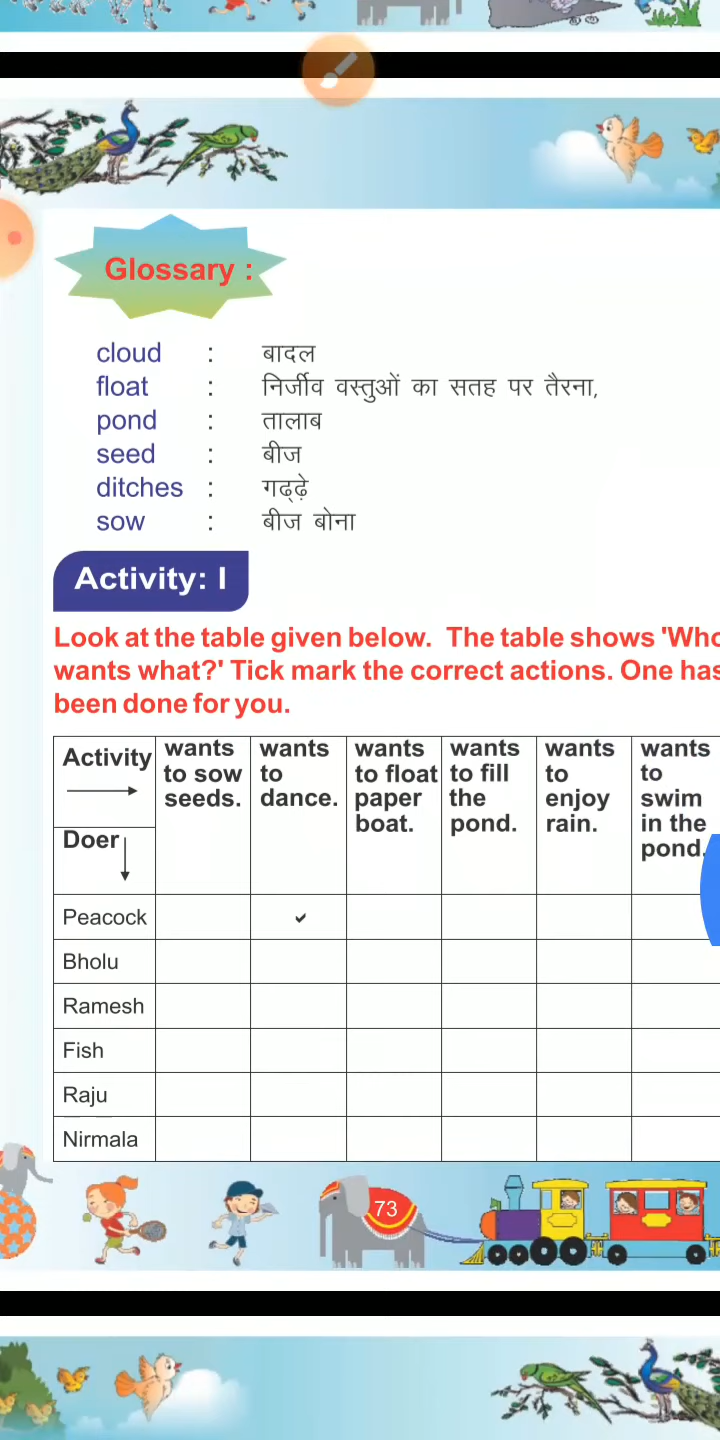 Glossary :
cloud : बादल
float : निर्जीव वस्तुओं का सतह पर तैरना,
pond : तालाब
seed : बीज
ditches : गढ्ढ़े
sow : बीज बोना
Activity: I
Look at the table given below. The table shows 'Who
wants what?' Tick mark the correct actions. One has
been done for you.
Activity
Doer
wants
to sow
seeds.
wants
to
dance.
wants
to float
paper
boat.
wants
to fill
the
pond.
wants
to
enjoy
rain.
wants
to
swim
in the
pond.
Peacock ✓
Bholu
Ramesh
Fish
Raju
Nirmala
73